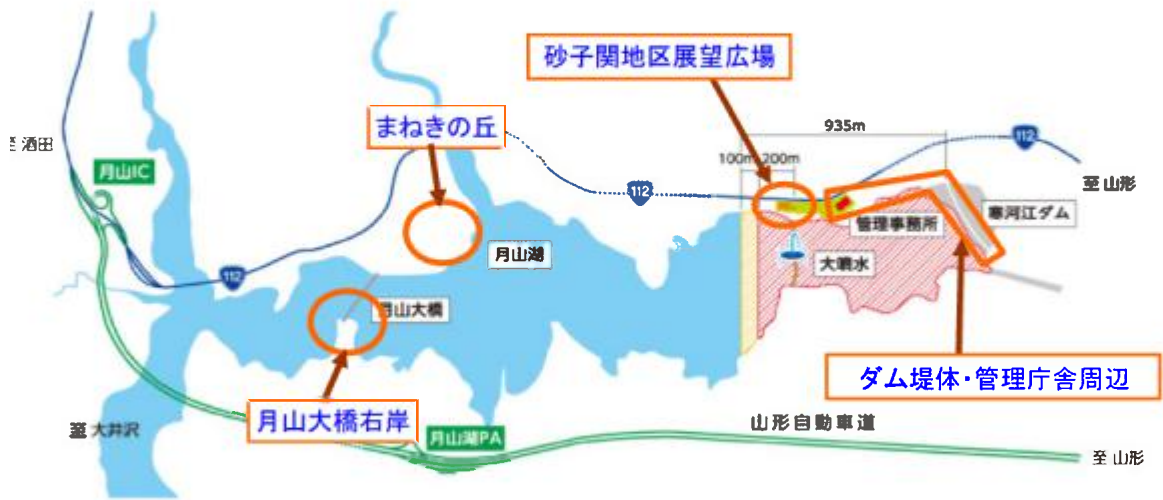 砂子関地区展望広場
まねきの丘
935m
112
至 酒田
100m
200m
月山IC
至 山形
112
寒河江ダム
管理事務所
月山湖
大噴水
112
月山大橋
ダム堤体・管理庁舎周辺
月山大橋右岸
山形自動車道
至 大井沢
月山湖PA
至 山形